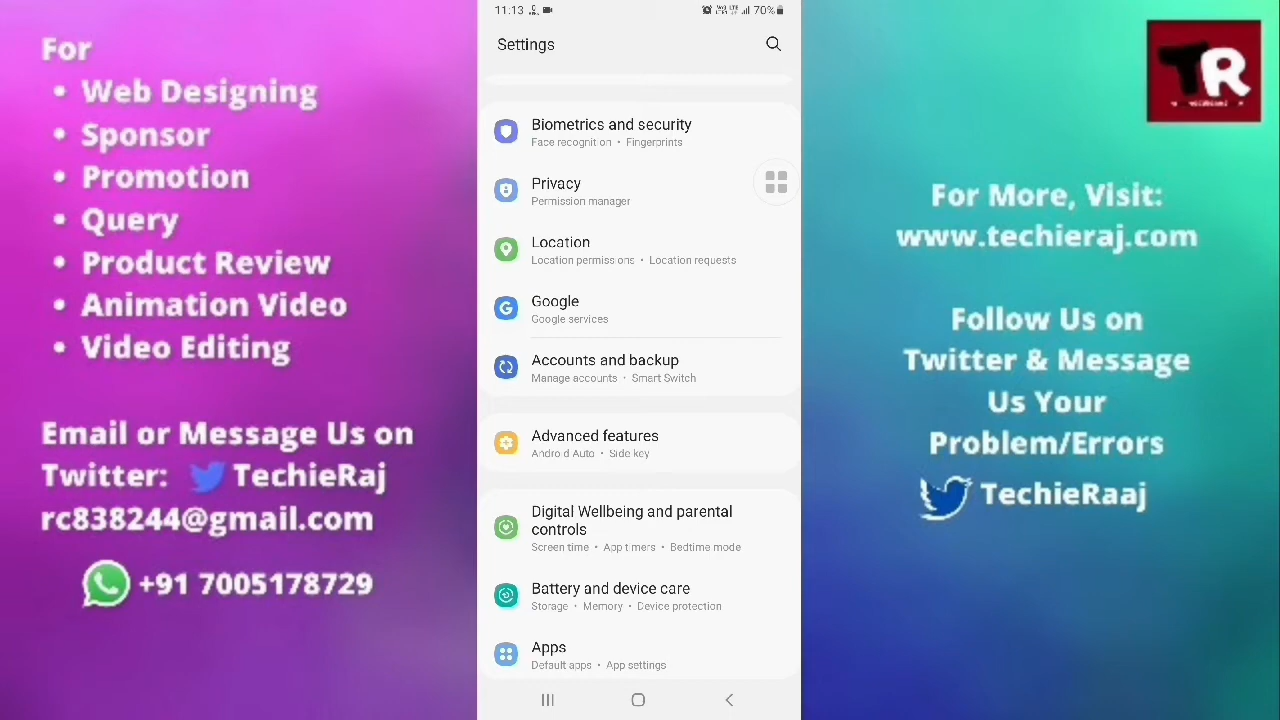 For
• Web Designing
• Sponsor
• Promotion
• Query
• Product Review
• Animation Video
• Video Editing
Email or Message Us on
Twitter: TechieRaj
rc838244@gmail.com
+91 7005178729
11:13
70%
Settings
Biometrics and security
Face recognition • Fingerprints
Privacy
Permission manager
Location
Location permissions • Location requests
Google
Google services
Accounts and backup
Manage accounts • Smart Switch
Advanced features
Android Auto • Side key
Digital Wellbeing and parental
controls
Screen time • App timers • Bedtime mode
Battery and device care
Storage • Memory • Device protection
Apps
Default apps • App settings
TR
For More, Visit:
www.techieraj.com
Follow Us on
Twitter & Message
Us Your
Problem/Errors
TechieRaaj